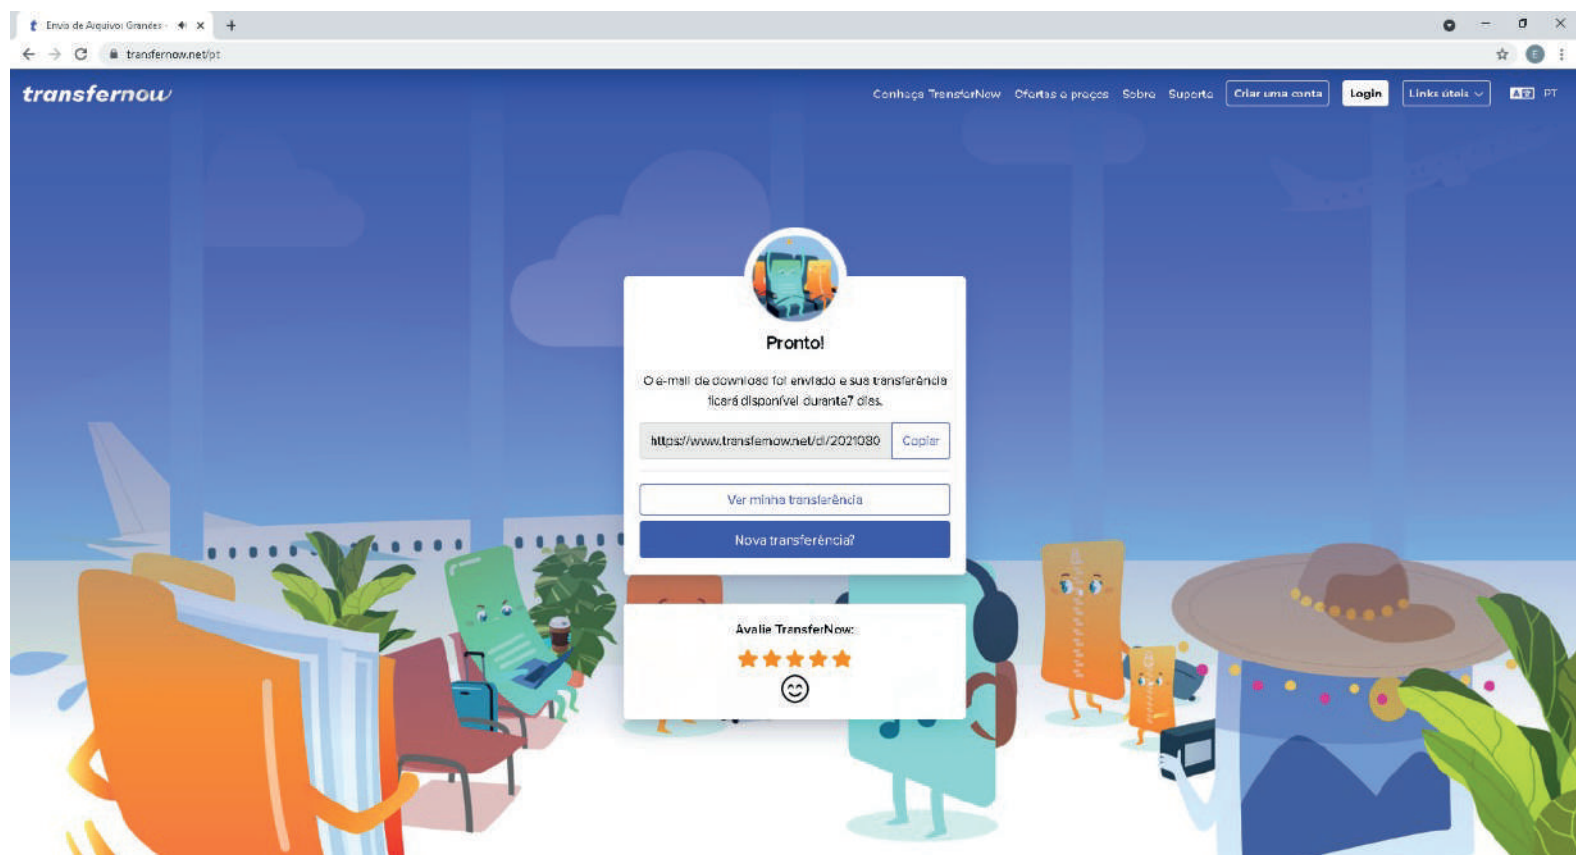 Envio de Arquivos Grandes -
transfernow.net/pt
E
transfernow
Conheça TransferNow Ofertas e preços Sobre Suporte Criar uma conta Login Links úteis PT
Pronto!
O e-mail de download foi enviado e sua transferência
ficará disponível durante7 dias.
https://www.transfernow.net/dl/2021080 Copiar
Ver minha transferência
Nova transferência?
Avalie TransferNow: